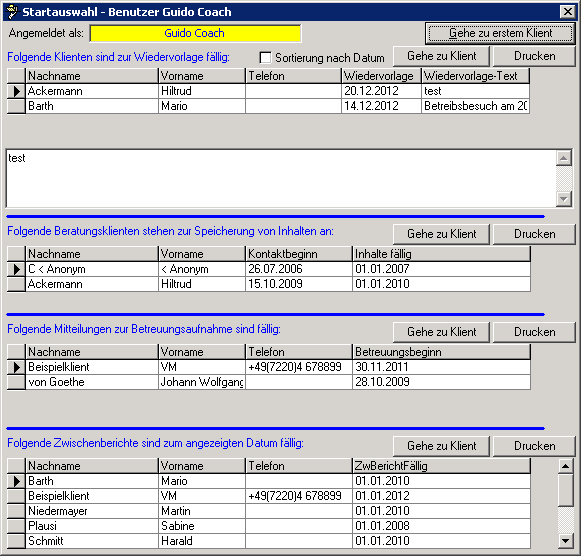 Startauswahl - Benutzer Guido Coach
Angemeldet als: Guido Coach Gehe zu erstem Klient
Folgende Klienten sind zur Wiedervorlage fällig: Sortierung nach Datum Gehe zu Klient Drucken
Nachname Vorname Telefon Wiedervorlage Wiedervorlage-Text
Ackermann Hiltrud 20.12.2012 test
Barth Mario 14.12.2012 Betreibsbesuch am 20
test
Folgende Beratungsklienten stehen zur Speicherung von Inhalten an: Gehe zu Klient Drucken
Nachname Vorname Kontaktbeginn Inhalte fällig
C < Anonym < Anonym 26.07.2006 01.01.2007
Ackermann Hiltrud 15.10.2009 01.01.2010
Folgende Mitteilungen zur Betreuungsaufnahme sind fällig: Gehe zu Klient Drucken
Nachname Vorname Telefon Betreuungsbeginn
Beispielklient VM +49(7220)4 678899 30.11.2011
von Goethe Johann Wolfgang 28.10.2009
Folgende Zwischenberichte sind zum angezeigten Datum fällig: Gehe zu Klient Drucken
Nachname Vorname Telefon ZwBerichtFällig
Barth Mario 01.01.2010
Beispielklient VM +49(7220)4 678899 01.01.2012
Niedermayer Martin 01.01.2010
Plausi Sabine 01.01.2008
Schmitt Harald 01.01.2010